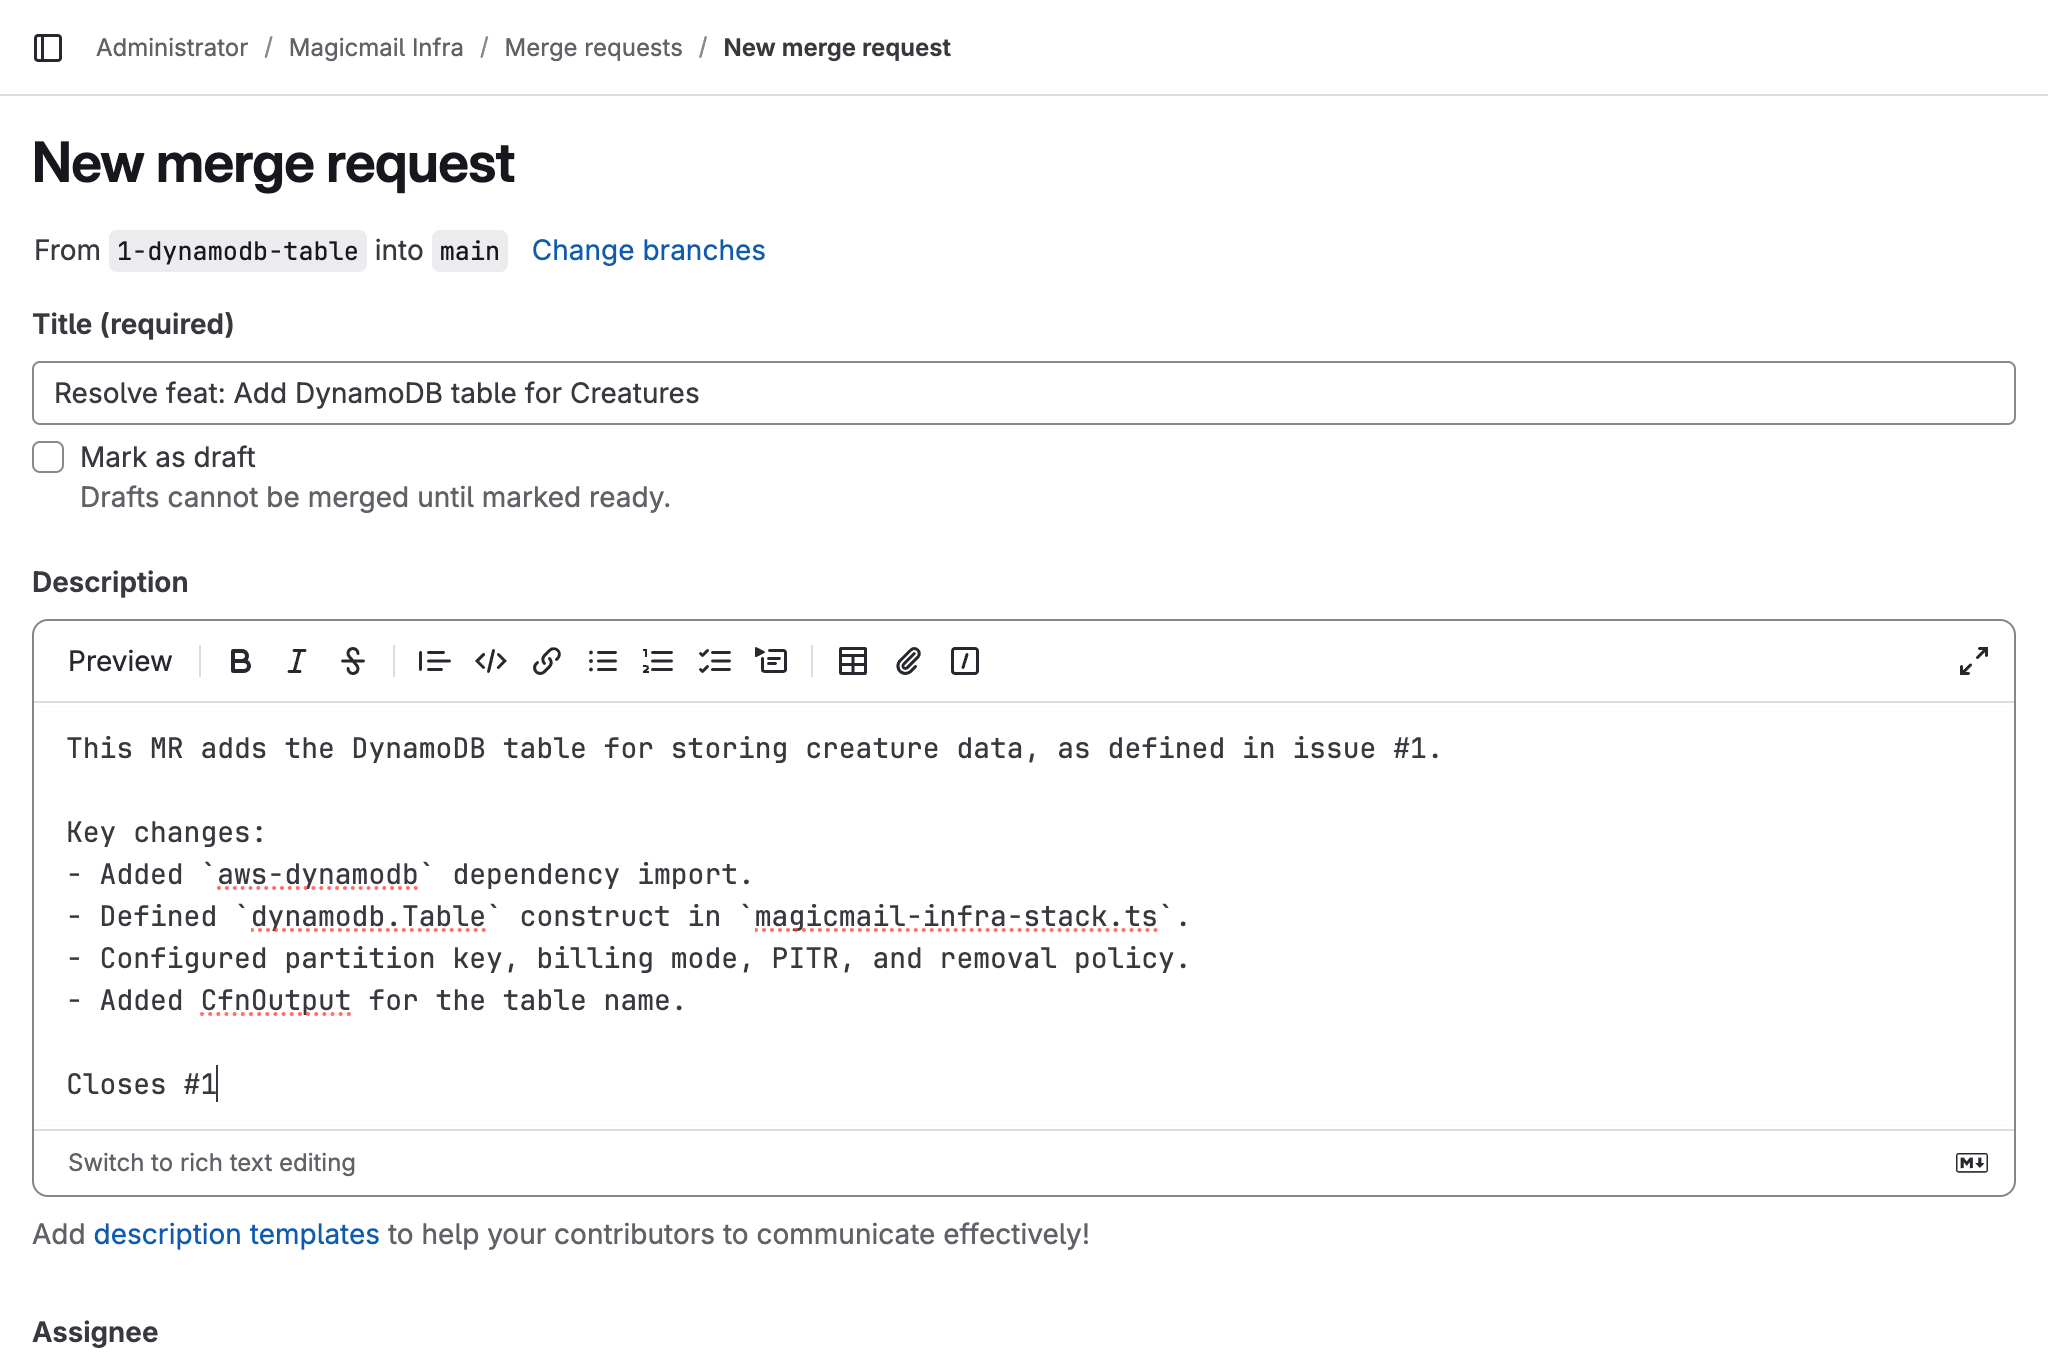 Administrator / Magicmail Infra / Merge requests / New merge request
New merge request
From 1-dynamodb-table into main Change branches
Title (required)
Resolve feat: Add DynamoDB table for Creatures
Mark as draft
Drafts cannot be merged until marked ready.
Description
Preview
This MR adds the DynamoDB table for storing creature data, as defined in issue #1.
Key changes:
- Added `aws-dynamodb` dependency import.
- Defined `dynamodb.Table` construct in `magicmail-infra-stack.ts`.
- Configured partition key, billing mode, PITR, and removal policy.
- Added CfnOutput for the table name.
Closes #1
Switch to rich text editing
Add description templates to help your contributors to communicate effectively!
Assignee